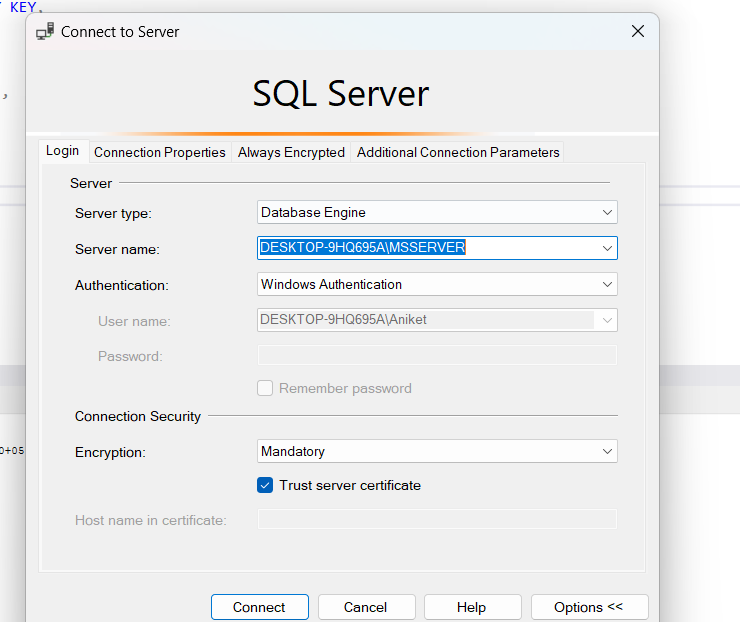 KEY,
Connect to Server
,
SQL Server
Login
Connection Properties
Always Encrypted
Additional Connection Parameters
Server
Server type:
Database Engine
Server name:
DESKTOP-9HQ695A\MSSERVER
Authentication:
Windows Authentication
User name:
DESKTOP-9HQ695A\Aniket
Password:
Remember password
Connection Security
Encryption:
Mandatory
Trust server certificate
0+05
Host name in certificate:
Connect
Cancel
Help
Options <<